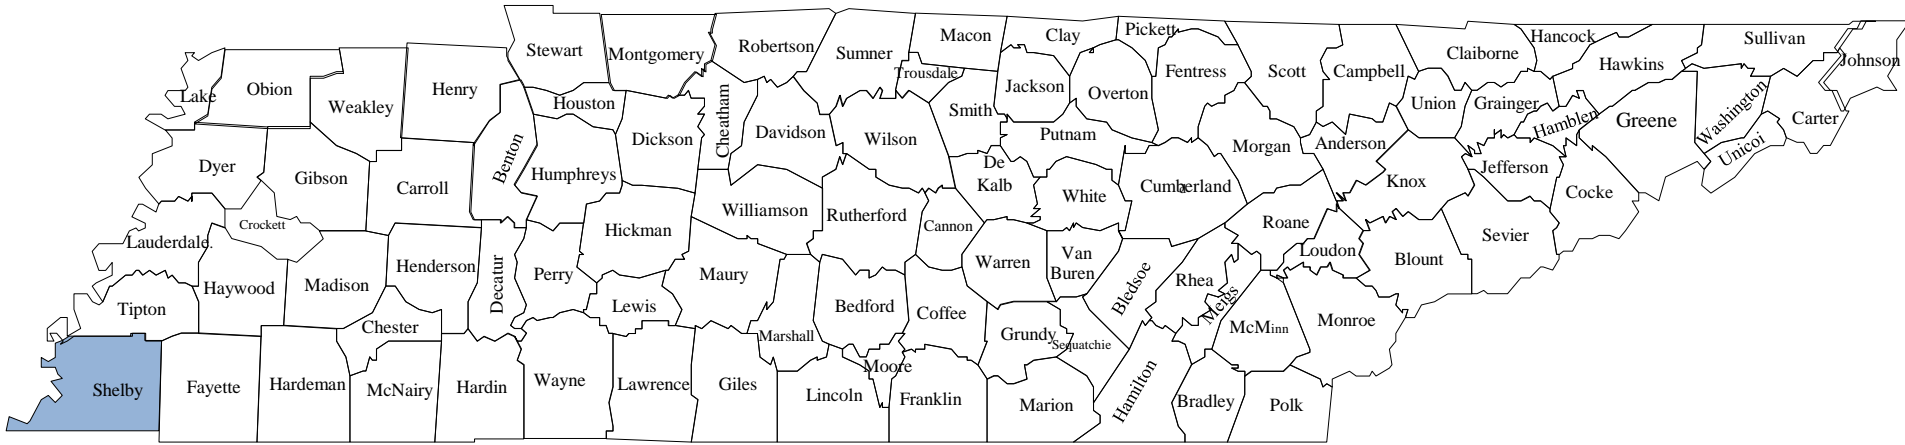 Stewart
Montgomery
Robertson
Sumner
Macon
Clay
Pickett
Hancock
Sullivan
Johnson
Lake
Obion
Weakley
Henry
Houston
Cheatham
Trousdale
Jackson
Overton
Fentress
Scott
Campbell
Claiborne
Hawkins
Dickson
Davidson
Wilson
Smith
Putnam
Union
Grainger
Hamblen
Greene
Washington
Carter
Unicoi
Dyer
Gibson
Carroll
Benton
Humphreys
Williamson
Rutherford
De
Kalb
White
Cumberland
d
Morgan
Anderson
Knox
Jefferson
Cocke
Crockett
Lauderdale.
Hickman
Cannon
Roane
Loudon
Sevier
Tipton
Haywood
Madison
Henderson
Decatur
Perry
Lewis
Maury
Bedford
Coffee
Warren
Van
Buren
Bledsoe
Rhea
Meigs
Blount
Chester
Marshall
Grundy
Sequatchie
McMinn
Monroe
Shelby
Fayette
Hardeman
McNairy
Hardin
Wayne
Lawrence
Giles
Lincoln
Moore
Franklin
Marion
Hamilton
Bradley
Polk